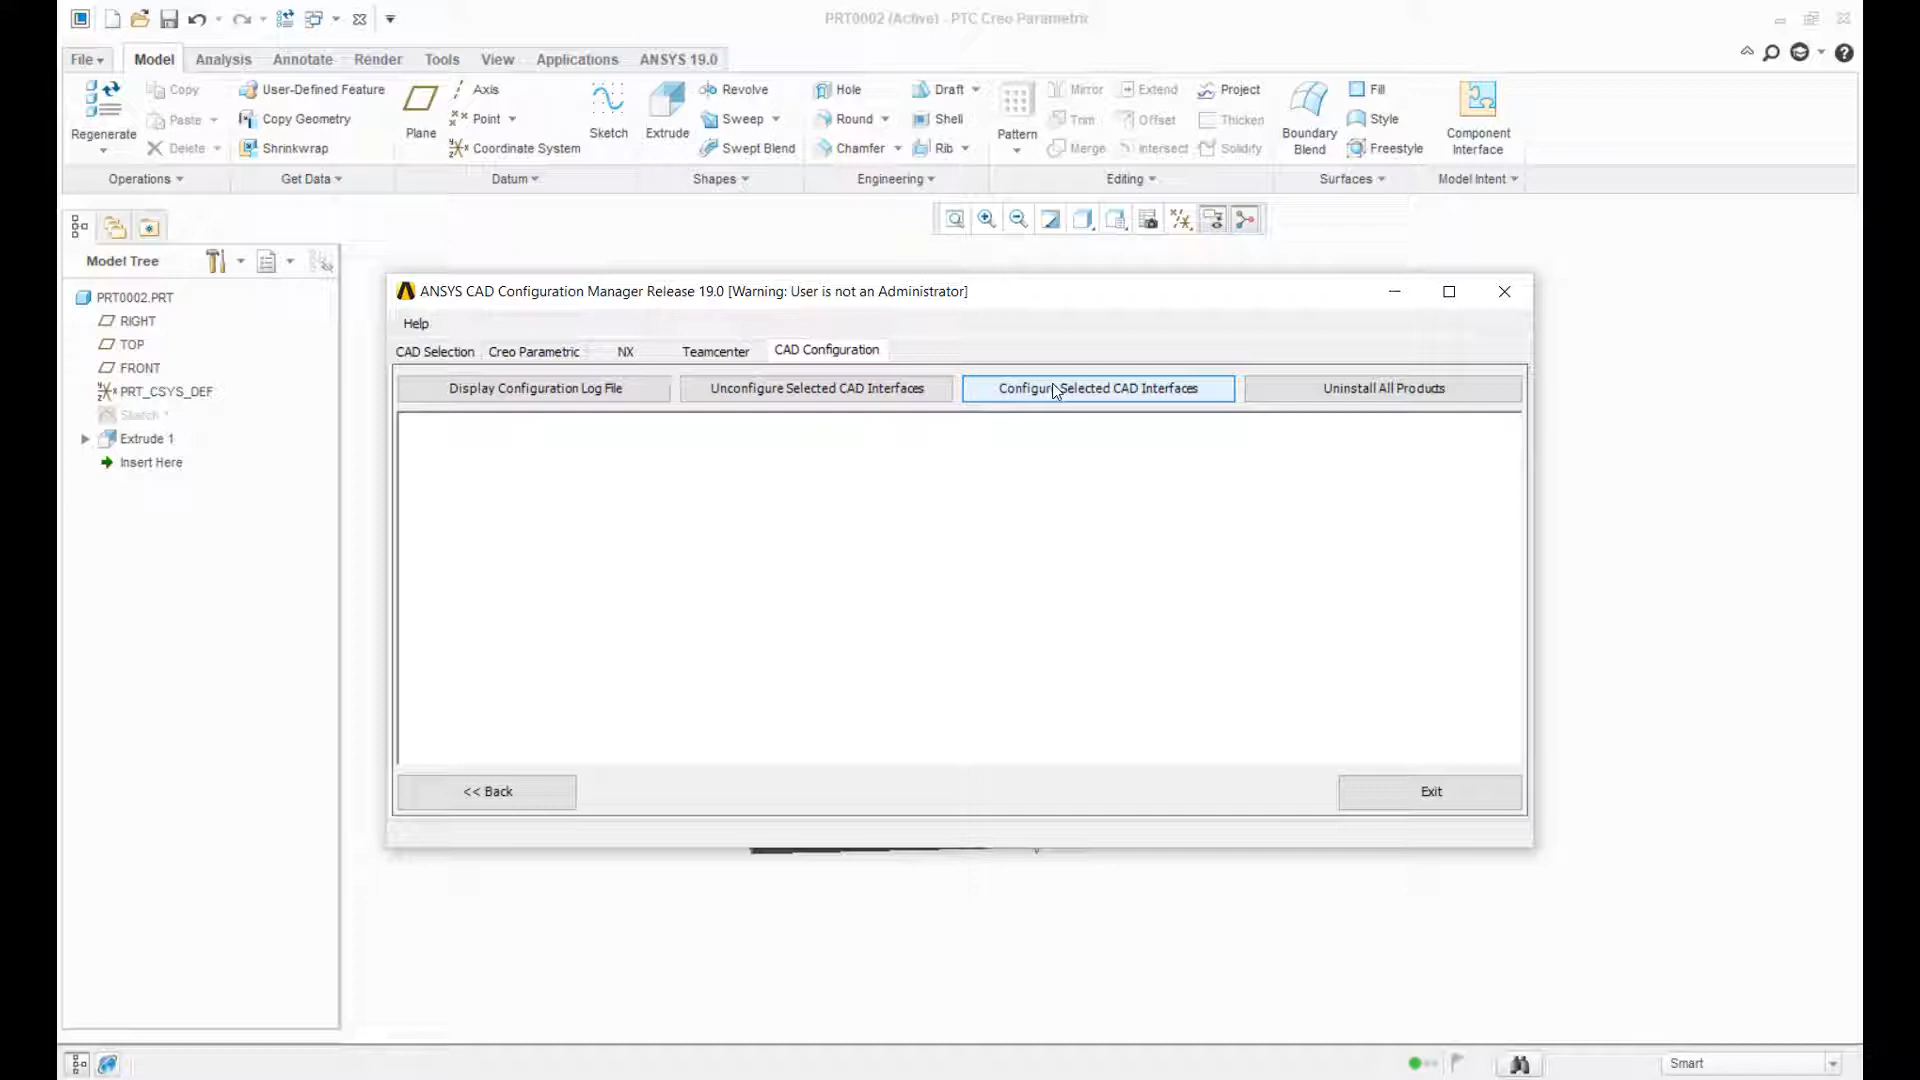 PRT0002 (Active) - PTC Creo Parametric
File Model Analysis Annotate Render Tools View Applications ANSYS 19.0
Copy User-Defined Feature Axis Revolve Hole Draft Mirror Extend Project Fill
Paste Copy Geometry Point Sweep Round Shell Trim Offset Thicken Style
Regenerate Plane Sketch Extrude Pattern Boundary Blend Component Interface
Delete Shrinkwrap Coordinate System Swept Blend Chamfer Rib Merge Intersect Solidify Freestyle
Operations Get Data Datum Shapes Engineering Editing Surfaces Model Intent
Model Tree
PRT0002.PRT
RIGHT
TOP
FRONT
PRT_CSYS_DEF
Sketch
Extrude 1
Insert Here
ANSYS CAD Configuration Manager Release 19.0 [Warning: User is not an Administrator]
Help
CAD Selection Creo Parametric NX Teamcenter CAD Configuration
Display Configuration Log File Unconfigure Selected CAD Interfaces Configure Selected CAD Interfaces Uninstall All Products
<< Back Exit
Smart